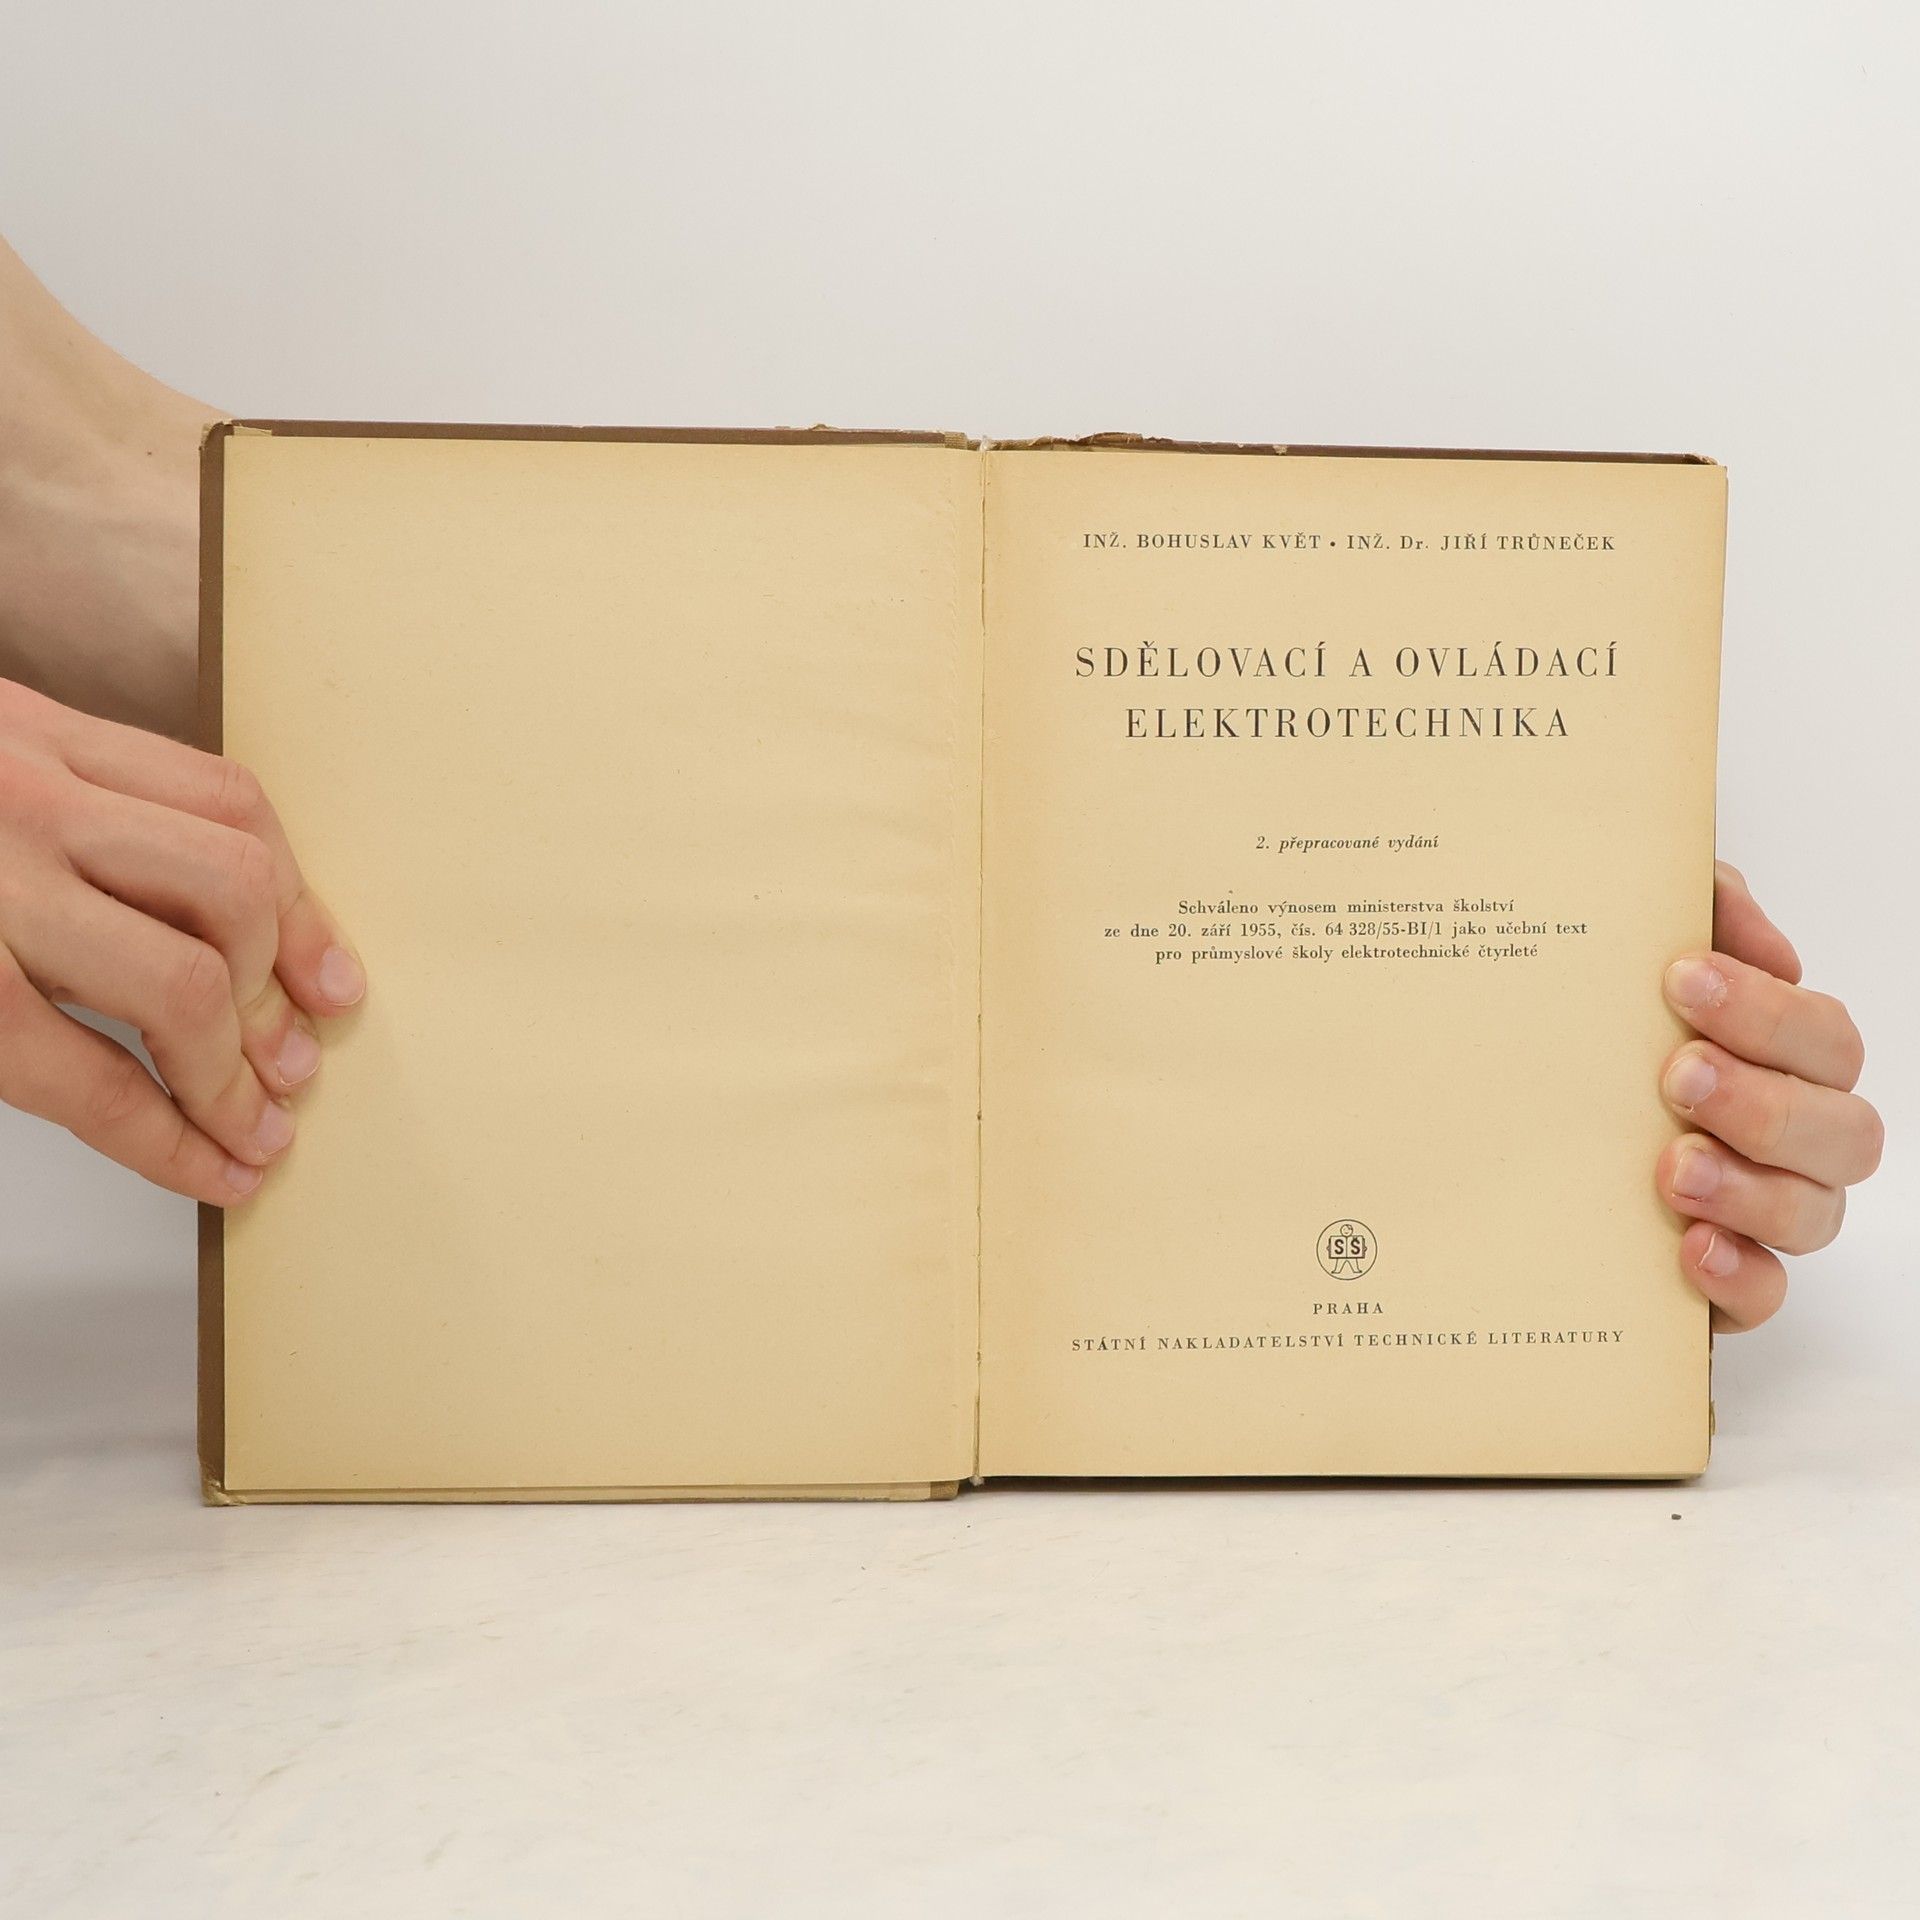 INŽ. BOHUSLAV KVĚT • INŽ. Dr. JIŘÍ TRŮNEČEK
SDĚLOVACÍ A OVLÁDACÍ
ELEKTROTECHNIKA
2. přepracované vydání
Schváleno výnosem ministerstva školství
ze dne 20. září 1955, čís. 64 328/55-BI/1 jako učební text
pro průmyslové školy elektrotechnické čtyrleté
SŠ
PRAHA
STÁTNÍ NAKLADATELSTVÍ TECHNICKÉ LITERATURY